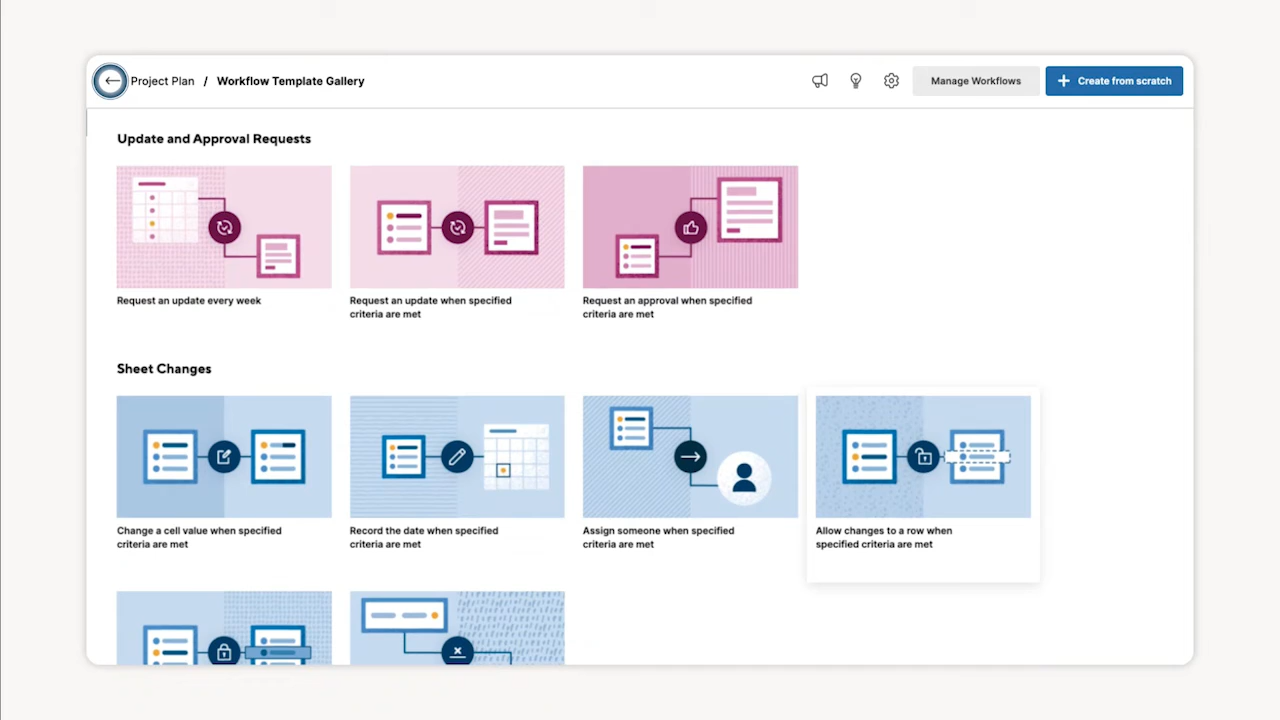 Project Plan / Workflow Template Gallery
Manage Workflows
Create from scratch
Update and Approval Requests
Request an update every week
Request an update when specified
criteria are met
Request an approval when specified
criteria are met
Sheet Changes
Change a cell value when specified
criteria are met
Record the date when specified
criteria are met
Assign someone when specified
criteria are met
Allow changes to a row when
specified criteria are met